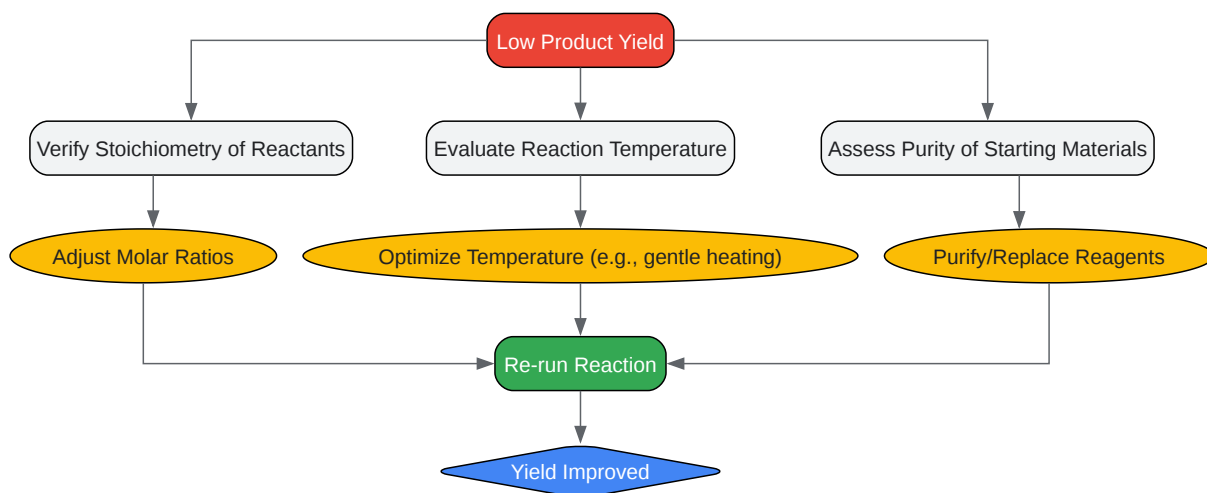 Low Product Yield
Verify Stoichiometry of Reactants
Evaluate Reaction Temperature
Assess Purity of Starting Materials
Adjust Molar Ratios
Optimize Temperature (e.g., gentle heating)
Purify/Replace Reagents
Re-run Reaction
Yield Improved